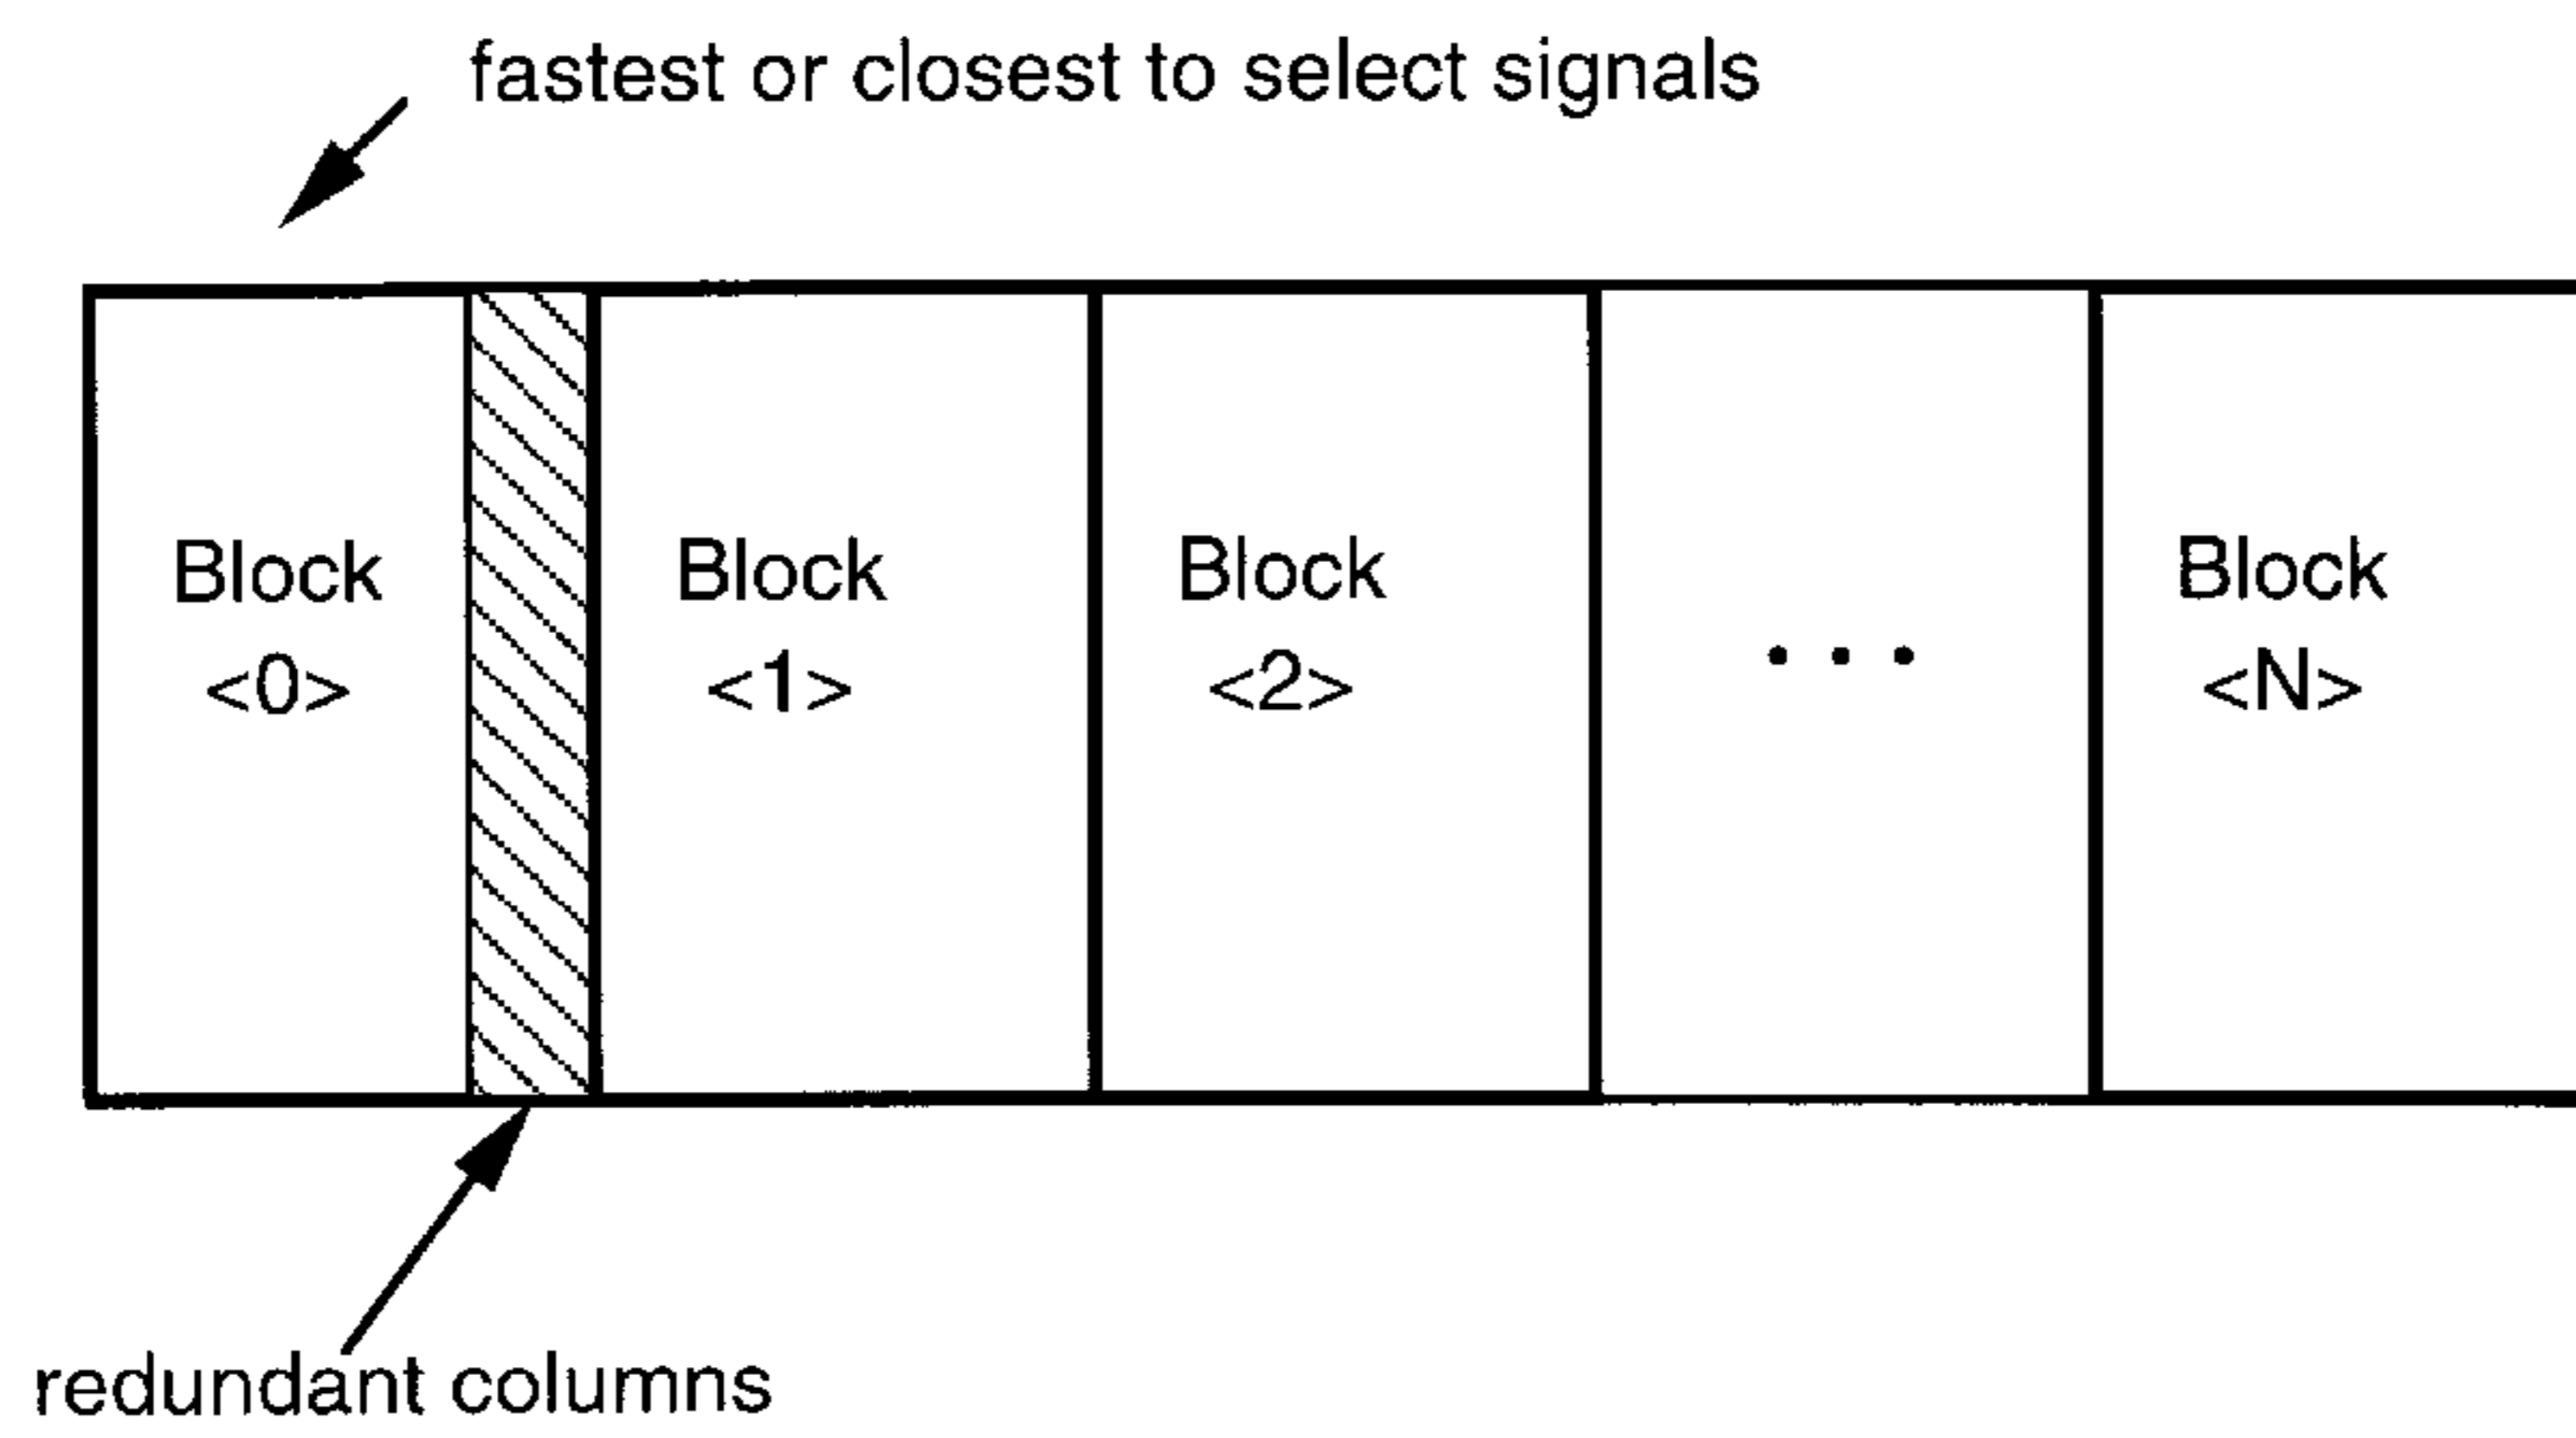 fastest or closest to select signals
Block
<0>
Block
<1>
Block
<2>
• • •
Block
<N>
redundant columns